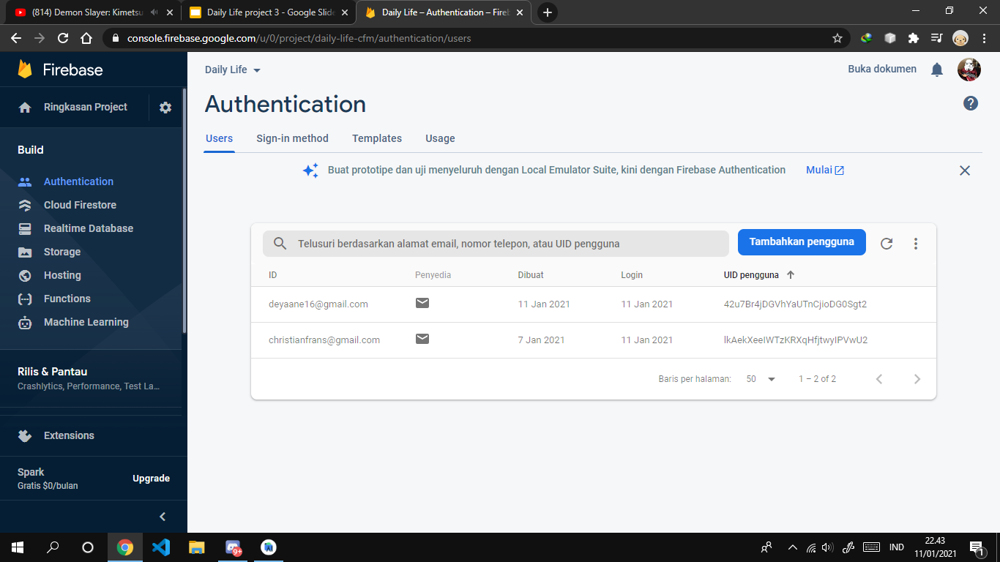 (814) Demon Slayer: Kimetsu
Daily Life project 3 - Google Slide
Daily Life – Authentication – Fireb
console.firebase.google.com/u/0/project/daily-life-cfm/authentication/users
Firebase
Daily Life
Buka dokumen
Authentication
Ringkasan Project
Users
Sign-in method
Templates
Usage
Build
Buat prototipe dan uji menyeluruh dengan Local Emulator Suite, kini dengan Firebase Authentication
Mulai
Authentication
Cloud Firestore
Realtime Database
Storage
Hosting
Functions
Machine Learning
Telusuri berdasarkan alamat email, nomor telepon, atau UID pengguna
Tambahkan pengguna
ID Penyedia Dibuat Login UID pengguna
deyaane16@gmail.com 11 Jan 2021 11 Jan 2021 42u7Br4jDGVhYaUTnCjioDG0Sgt2
christianfrans@gmail.com 7 Jan 2021 11 Jan 2021 lkAekXeeIWTzKRXqHfjtwyIPVwU2
Baris per halaman: 50 1 – 2 of 2
Rilis & Pantau
Crashlytics, Performance, Test La...
Extensions
Spark
Gratis $0/bulan
Upgrade
9+
IND
22.43
11/01/2021
1